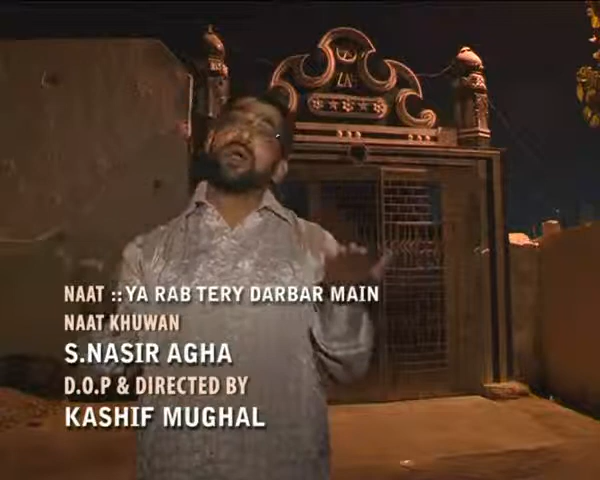 NAAT :: YA RAB TERY DARBAR MAIN
NAAT KHUWAN
S.NASIR AGHA
D.O.P & DIRECTED BY
KASHIF MUGHAL